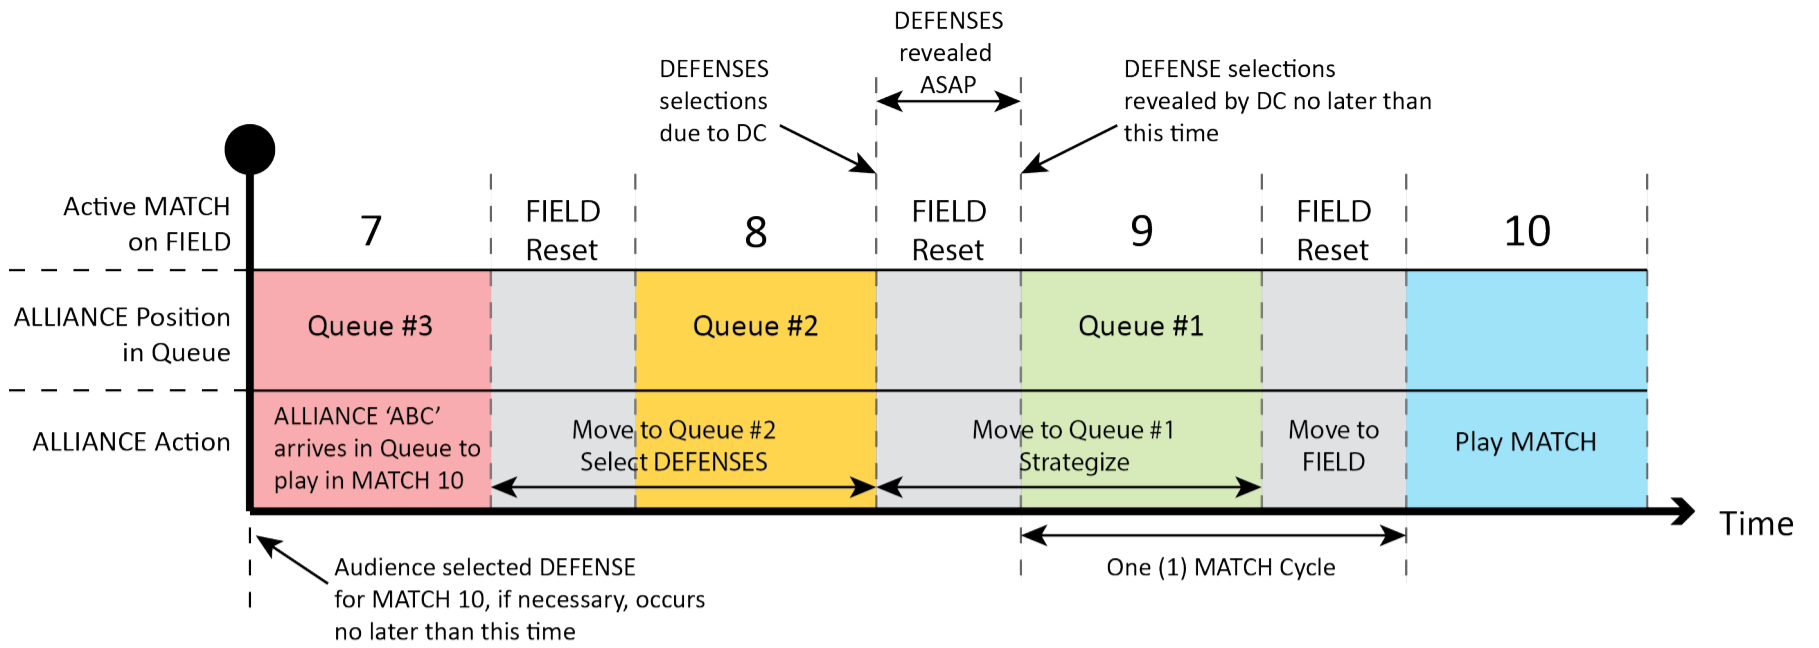 DEFENSES
revealed
ASAP
DEFENSES
selections
due to DC
DEFENSE selections
revealed by DC no later than
this time
Active MATCH
on FIELD
7
FIELD
Reset
8
FIELD
Reset
9
FIELD
Reset
10
ALLIANCE Position
in Queue
Queue #3
Queue #2
Queue #1
ALLIANCE Action
ALLIANCE ‘ABC’
arrives in Queue to
play in MATCH 10
Move to Queue #2
Select DEFENSES
Move to Queue #1
Strategize
Move to
FIELD
Play MATCH
Time
One (1) MATCH Cycle
Audience selected DEFENSE
for MATCH 10, if necessary, occurs
no later than this time